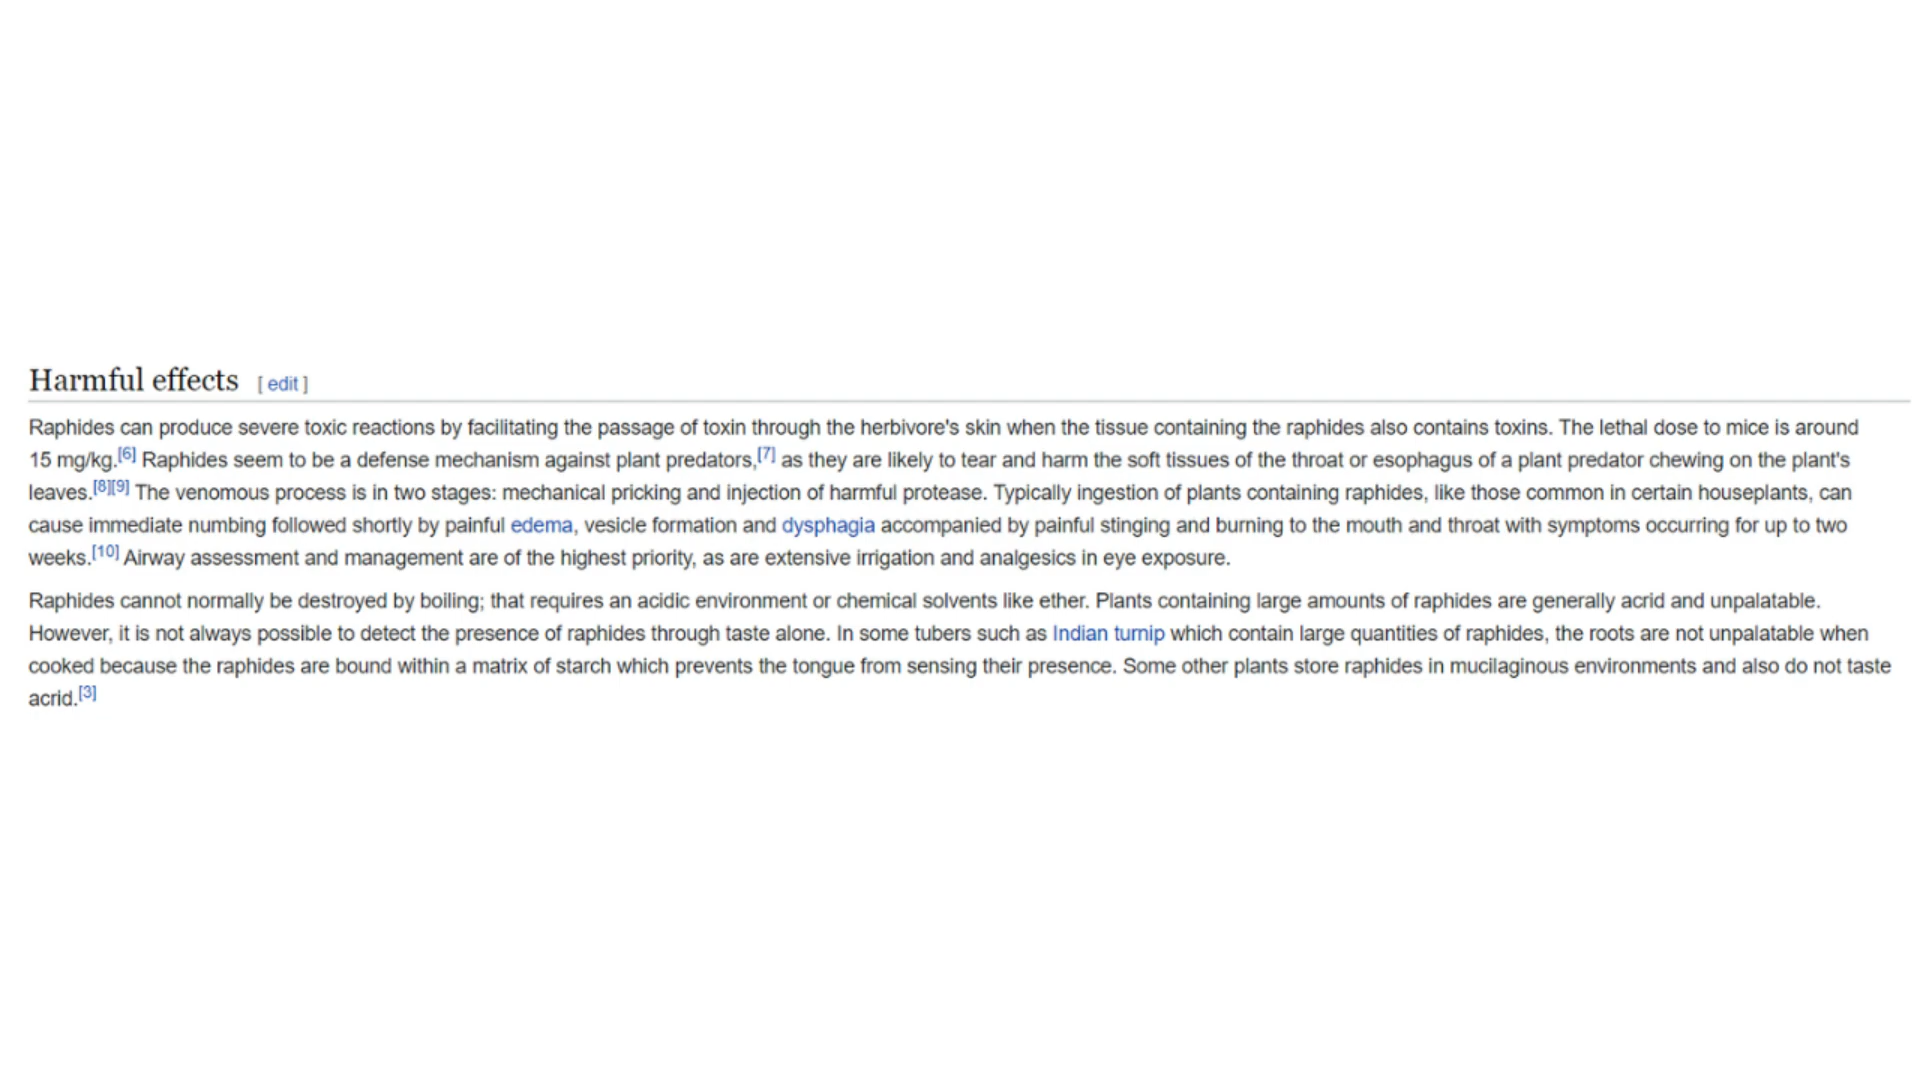 Harmful effects [ edit ]
Raphides can produce severe toxic reactions by facilitating the passage of toxin through the herbivore's skin when the tissue containing the raphides also contains toxins. The lethal dose to mice is around
15 mg/kg.[6] Raphides seem to be a defense mechanism against plant predators,[7] as they are likely to tear and harm the soft tissues of the throat or esophagus of a plant predator chewing on the plant's
leaves.[8][9] The venomous process is in two stages: mechanical pricking and injection of harmful protease. Typically ingestion of plants containing raphides, like those common in certain houseplants, can
cause immediate numbing followed shortly by painful edema, vesicle formation and dysphagia accompanied by painful stinging and burning to the mouth and throat with symptoms occurring for up to two
weeks.[10] Airway assessment and management are of the highest priority, as are extensive irrigation and analgesics in eye exposure.
Raphides cannot normally be destroyed by boiling; that requires an acidic environment or chemical solvents like ether. Plants containing large amounts of raphides are generally acrid and unpalatable.
However, it is not always possible to detect the presence of raphides through taste alone. In some tubers such as Indian turnip which contain large quantities of raphides, the roots are not unpalatable when
cooked because the raphides are bound within a matrix of starch which prevents the tongue from sensing their presence. Some other plants store raphides in mucilaginous environments and also do not taste
acrid.[3]